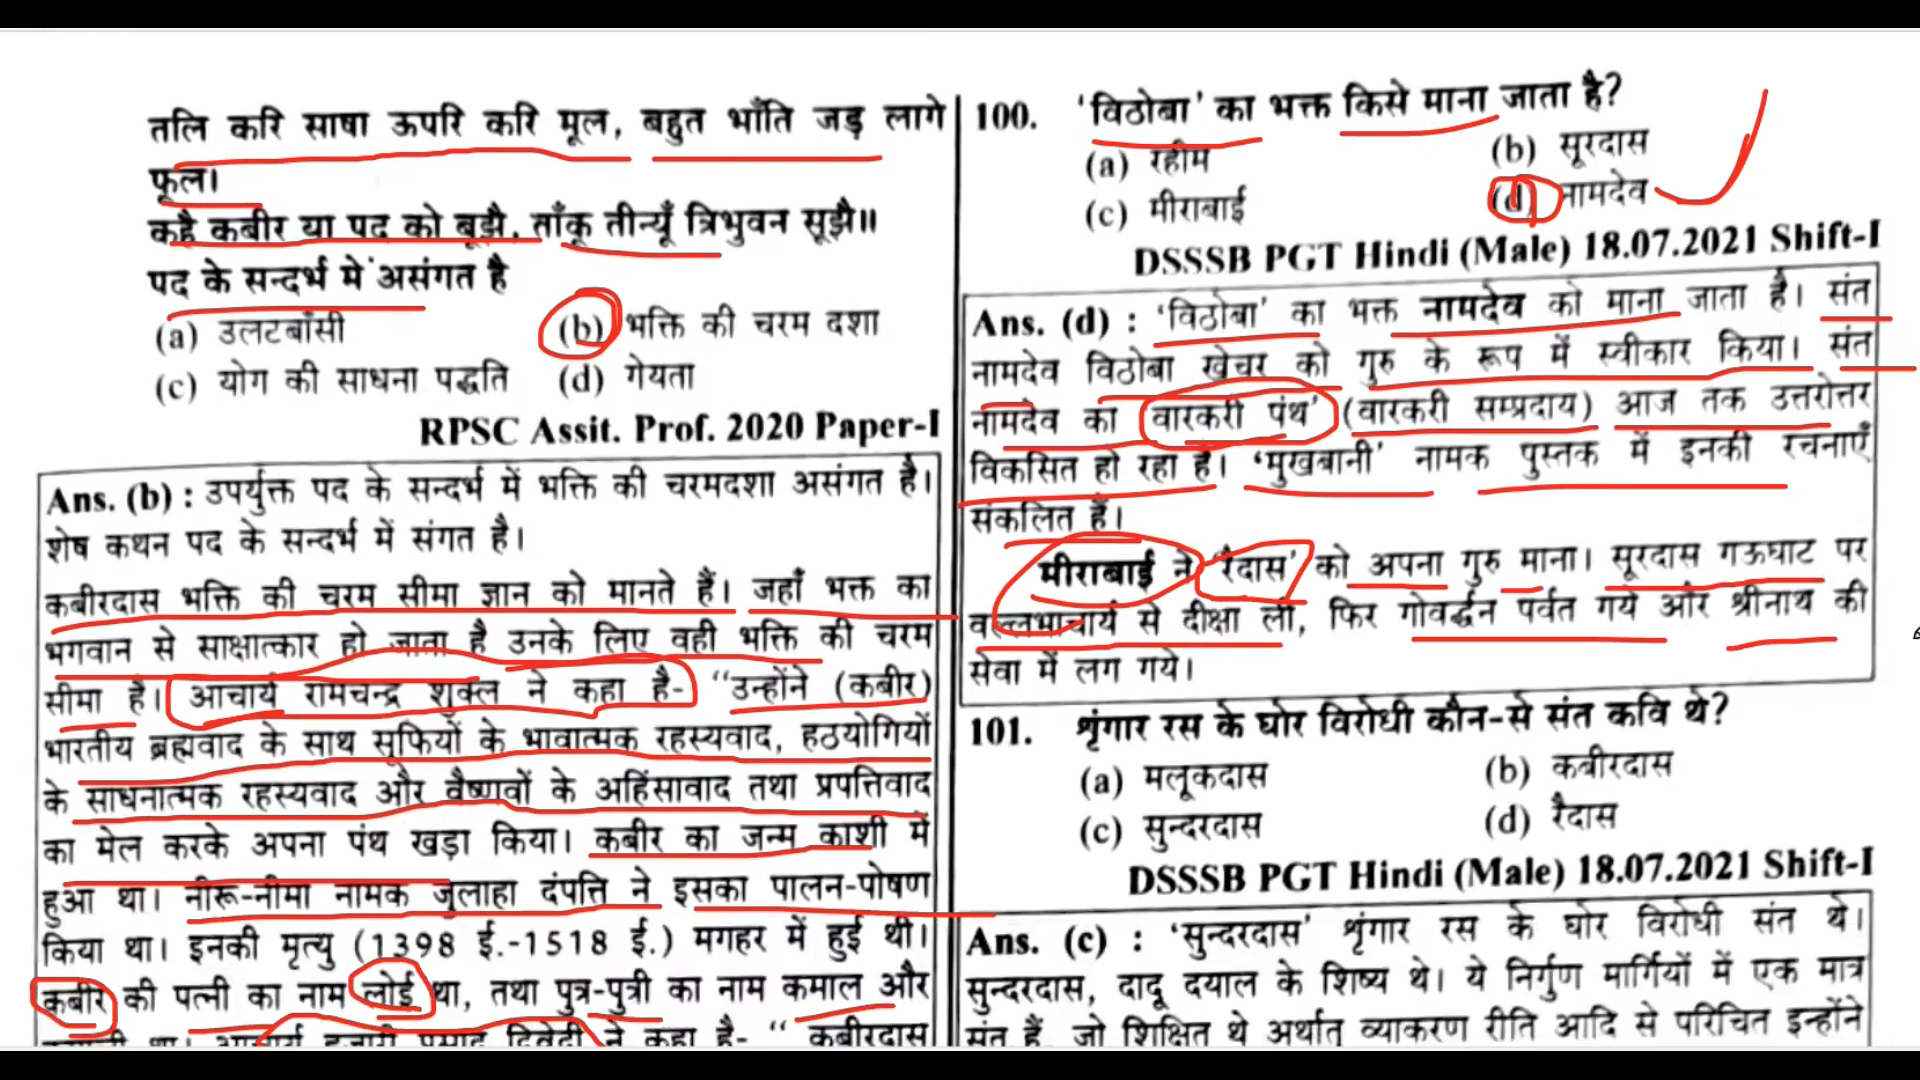 तलि करि साषा ऊपरि करि मूल, बहुत भाँति जड़ लागे
फूल।
कहै कबीर या पद को बूझै, ताँकू तीन्यूँ त्रिभुवन सूझै॥
पद के सन्दर्भ में असंगत है
(a) उलटबाँसी (b) भक्ति की चरम दशा
(c) योग की साधना पद्धति (d) गेयता
RPSC Assit. Prof. 2020 Paper-I
Ans. (b) : उपर्युक्त पद के सन्दर्भ में भक्ति की चरमदशा असंगत है।
शेष कथन पद के सन्दर्भ में संगत है।
कबीरदास भक्ति की चरम सीमा ज्ञान को मानते हैं। जहाँ भक्त का
भगवान से साक्षात्कार हो जाता है उनके लिए वही भक्ति की चरम
सीमा है। आचार्य रामचन्द्र शुक्ल ने कहा है- "उन्होंने (कबीर)
भारतीय ब्रह्मवाद के साथ सूफियों के भावात्मक रहस्यवाद, हठयोगियों
के साधनात्मक रहस्यवाद और वैष्णवों के अहिंसावाद तथा प्रपत्तिवाद
का मेल करके अपना पंथ खड़ा किया। कबीर का जन्म काशी में
हुआ था। नीरू-नीमा नामक जुलाहा दंपत्ति ने इसका पालन-पोषण
किया था। इनकी मृत्यु (1398 ई.-1518 ई.) मगहर में हुई थी।
कबीर की पत्नी का नाम लोई था, तथा पुत्र-पुत्री का नाम कमाल और
था। आचार्य हजारी प्रसाद द्विवेदी ने कहा है- " कबीरदास
100. 'विठोबा' का भक्त किसे माना जाता है?
(a) रहीम (b) सूरदास
(c) मीराबाई (d) नामदेव
DSSSB PGT Hindi (Male) 18.07.2021 Shift-I
Ans. (d) : 'विठोबा' का भक्त नामदेव को माना जाता है। संत
नामदेव विठोबा खेचर को गुरु के रूप में स्वीकार किया। संत
नामदेव का वारकरी पंथ' (वारकरी सम्प्रदाय) आज तक उत्तरोत्तर
विकसित हो रहा है। 'मुखबानी' नामक पुस्तक में इनकी रचनाएँ
संकलित हैं।
मीराबाई ने 'रैदास' को अपना गुरु माना। सूरदास गऊघाट पर
वल्लभाचार्य से दीक्षा ली, फिर गोवर्द्धन पर्वत गये और श्रीनाथ की
सेवा में लग गये।
101. शृंगार रस के घोर विरोधी कौन-से संत कवि थे?
(a) मलूकदास (b) कबीरदास
(c) सुन्दरदास (d) रैदास
DSSSB PGT Hindi (Male) 18.07.2021 Shift-I
Ans. (c) : 'सुन्दरदास' शृंगार रस के घोर विरोधी संत थे।
सुन्दरदास, दादू दयाल के शिष्य थे। ये निर्गुण मार्गियों में एक मात्र
संत हैं, जो शिक्षित थे अर्थात् व्याकरण रीति आदि से परिचित इन्होंने